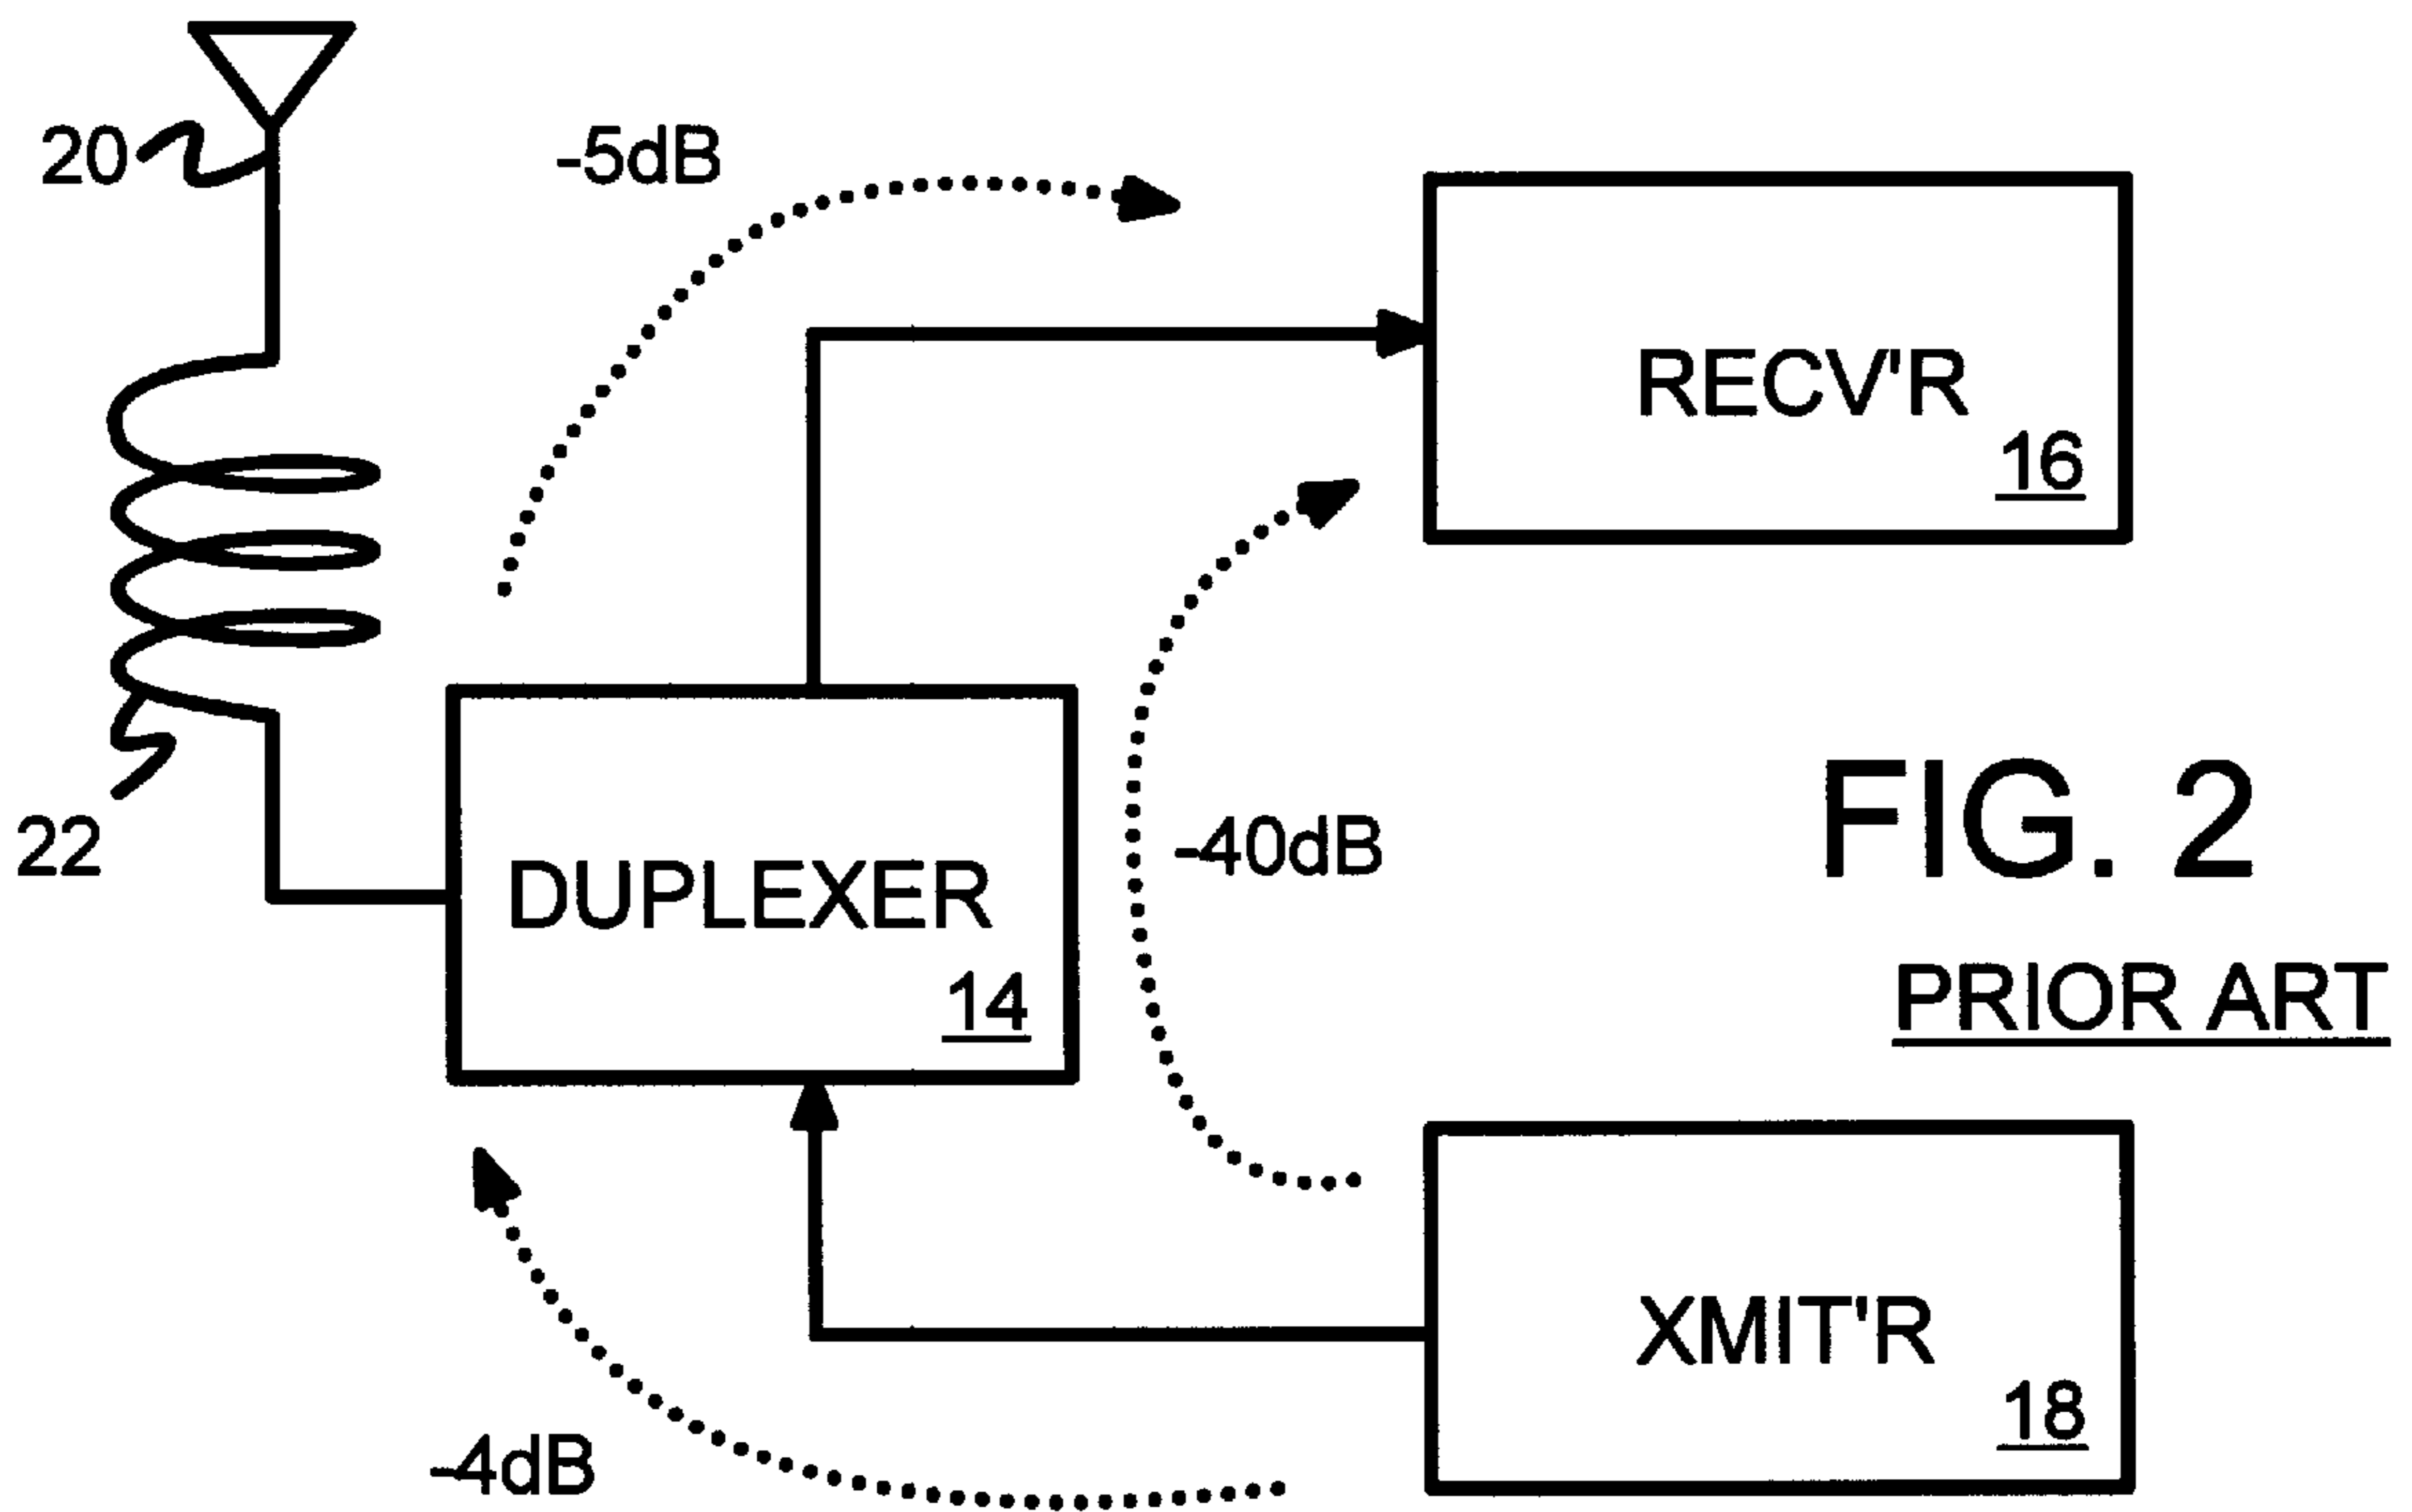 20
-5dB
RECV'R
16
22
-40dB
FIG. 2
DUPLEXER
14
PRIOR ART
XMIT'R
18
-4dB